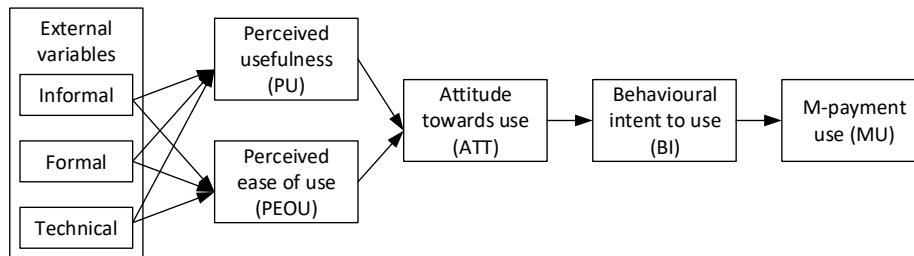 External
variables
Informal
Formal
Technical
Perceived
usefulness
(PU)
Perceived
ease of use
(PEOU)
Attitude
towards use
(ATT)
Behavioural
intent to use
(BI)
M-payment
use (MU)